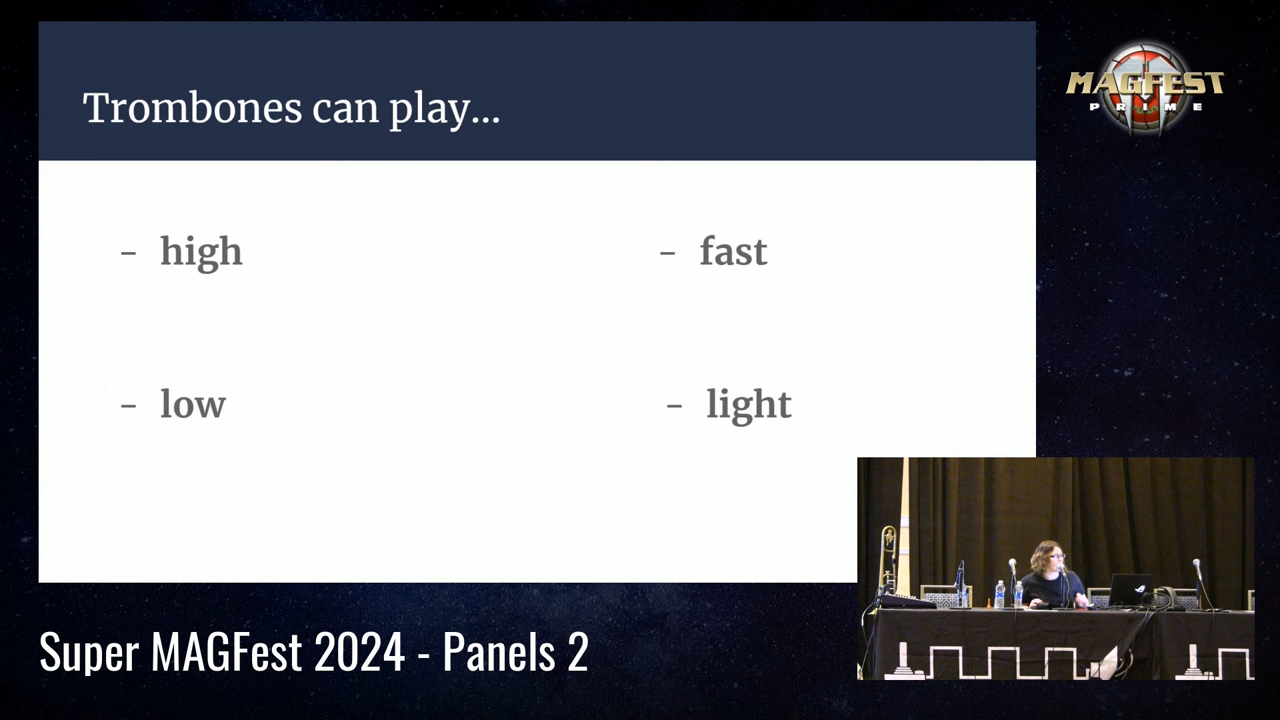 Trombones can play...
MAGFEST
PRIME
- high
- fast
- low
- light
Super MAGFest 2024 - Panels 2